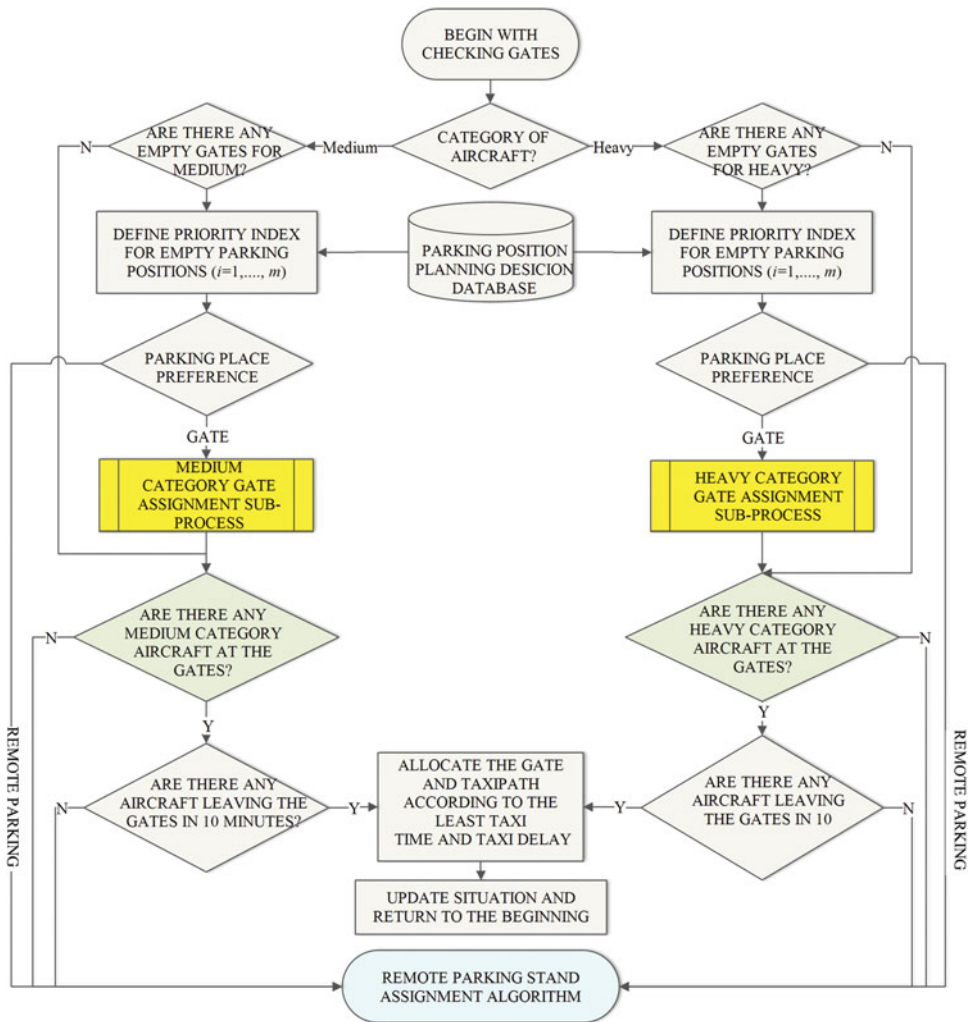 BEGIN WITH
CHECKING GATES
ARE THERE ANY
EMPTY GATES FOR
MEDIUM?
N
Medium
CATEGORY OF
AIRCRAFT?
Heavy
ARE THERE ANY
EMPTY GATES
FOR HEAVY?
N
DEFINE PRIORITY INDEX
FOR EMPTY PARKING
POSITIONS (i=1,...., m)
PARKING POSITION
PLANNING DESICION
DATABASE
DEFINE PRIORITY INDEX
FOR EMPTY PARKING
POSITIONS (i=1,...., m)
PARKING PLACE
PREFERENCE
PARKING PLACE
PREFERENCE
GATE
GATE
MEDIUM
CATEGORY GATE
ASSIGNMENT SUB-
PROCESS
HEAVY CATEGORY
GATE ASSIGNMENT
SUB-PROCESS
ARE THERE ANY
MEDIUM CATEGORY
AIRCRAFT AT THE
GATES?
N
ARE THERE ANY
HEAVY CATEGORY
AIRCRAFT AT THE
GATES?
N
Y
Y
REMOTE PARKING
REMOTE PARKING
ARE THERE ANY
AIRCRAFT LEAVING THE
GATES IN 10 MINUTES?
N
Y
ALLOCATE THE GATE
AND TAXIPATH
ACCORDING TO THE
LEAST TAXI
TIME AND TAXI DELAY
Y
ARE THERE ANY
AIRCRAFT LEAVING
THE GATES IN 10
N
UPDATE SITUATION AND
RETURN TO THE BEGINNING
REMOTE PARKING STAND
ASSIGNMENT ALGORITHM